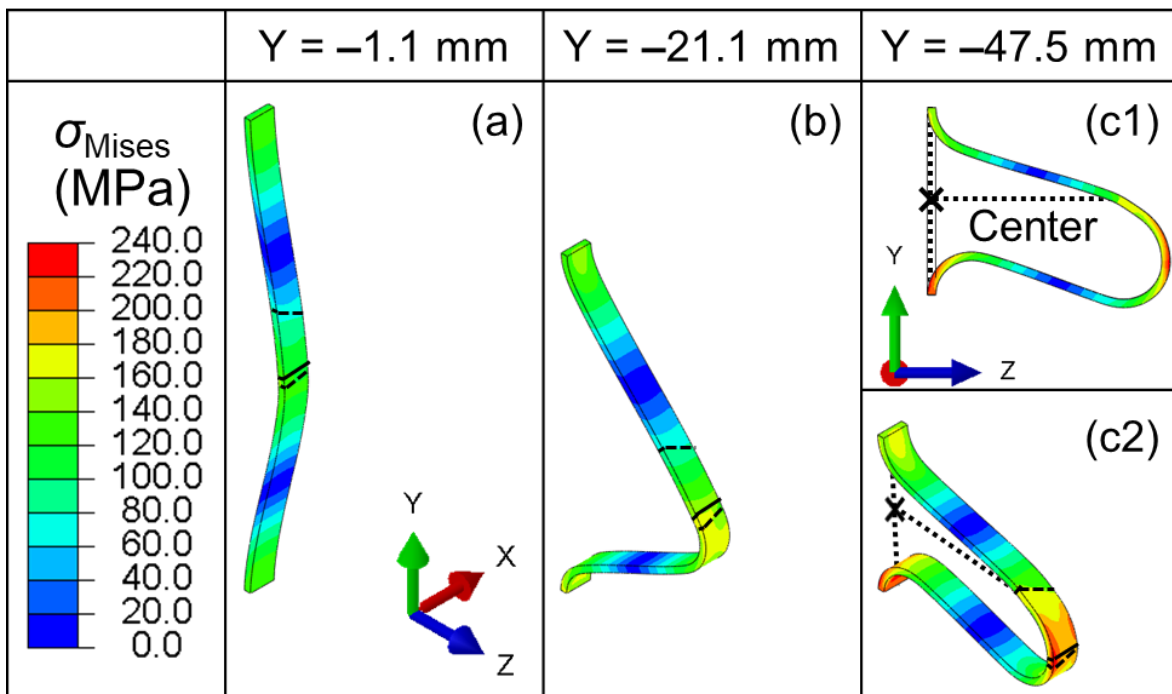 Y = –1.1 mm
Y = –21.1 mm
Y = –47.5 mm
σMises
(MPa)
240.0
220.0
200.0
180.0
160.0
140.0
120.0
100.0
80.0
60.0
40.0
20.0
0.0
(a)
Y
X
Z
(b)
(c1)
Center
Y
Z
(c2)